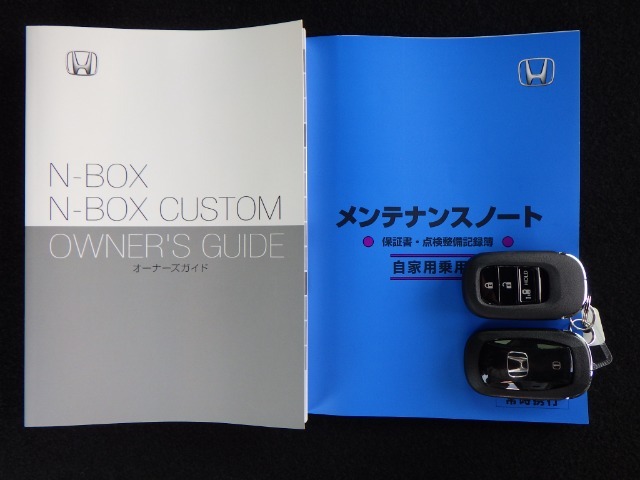 N-BOX
N-BOX CUSTOM
OWNER'S GUIDE
オーナーズガイド
メンテナンスノート
保証書・点検整備記録簿
自家用乗用
HOLD